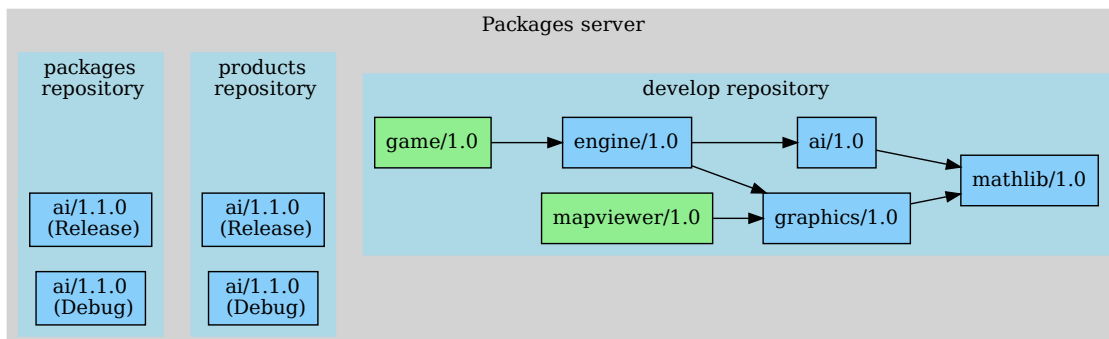 Packages server
packages
repository
ai/1.1.0
(Release)
ai/1.1.0
(Debug)
products
repository
ai/1.1.0
(Release)
ai/1.1.0
(Debug)
develop repository
game/1.0
engine/1.0
ai/1.0
mathlib/1.0
mapviewer/1.0
graphics/1.0